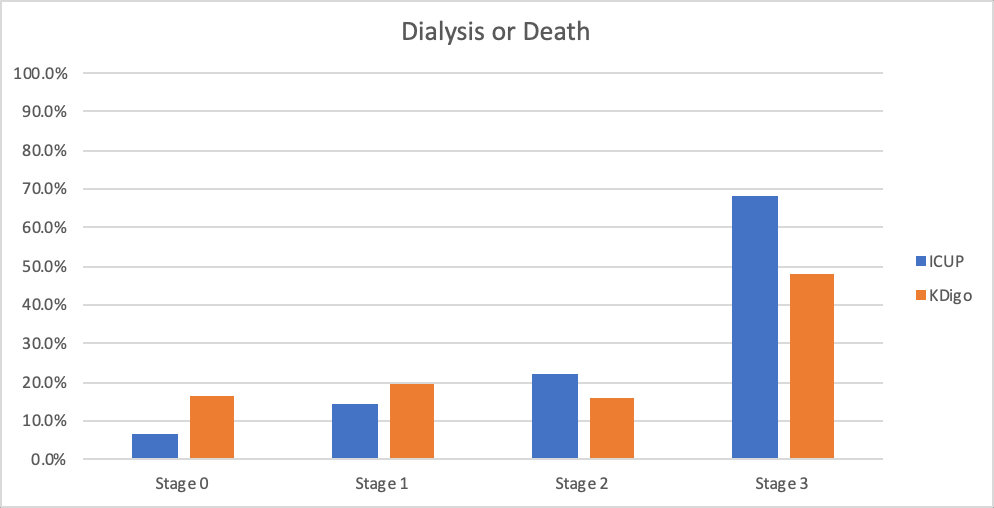 Dialysis or Death
100.0%
90.0%
80.0%
70.0%
60.0%
50.0%
40.0%
30.0%
20.0%
10.0%
0.0%
Stage 0 Stage 1 Stage 2 Stage 3
ICUP
KDigo